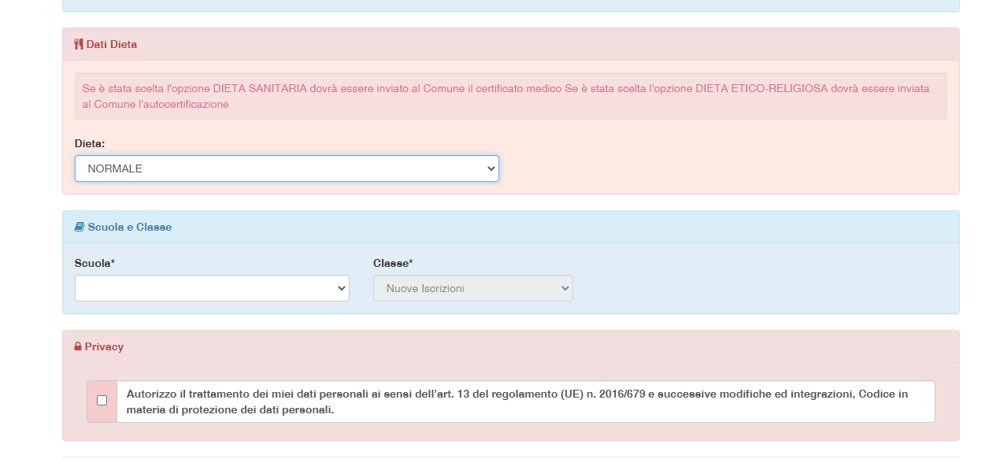 Dati Dieta
Se è stata scelta l'opzione DIETA SANITARIA dovrà essere inviato al Comune il certificato medico Se è stata scelta l'opzione DIETA ETICO-RELIGIOSA dovrà essere inviata
al Comune l'autocertificazione
Dieta:
NORMALE
Scuola e Classe
Scuola* Classe*
Nuove Iscrizioni
Privacy
Autorizzo il trattamento dei miei dati personali ai sensi dell'art. 13 del regolamento (UE) n. 2016/679 e successive modifiche ed integrazioni, Codice in
materia di protezione dei dati personali.